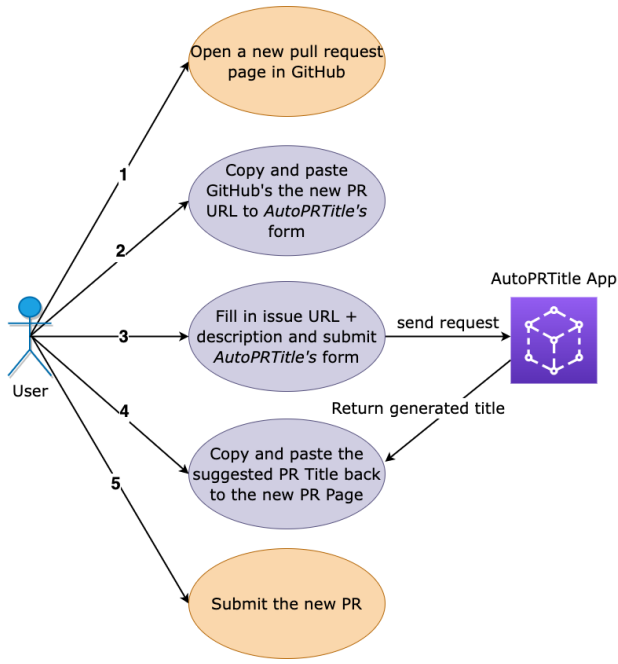 Open a new pull request
page in GitHub
1
Copy and paste
GitHub's the new PR
URL to AutoPRTitle's
form
2
AutoPRTitle App
Fill in issue URL +
description and submit
AutoPRTitle's form
3
send request
User
4
Return generated title
Copy and paste the
suggested PR Title back
to the new PR Page
5
Submit the new PR